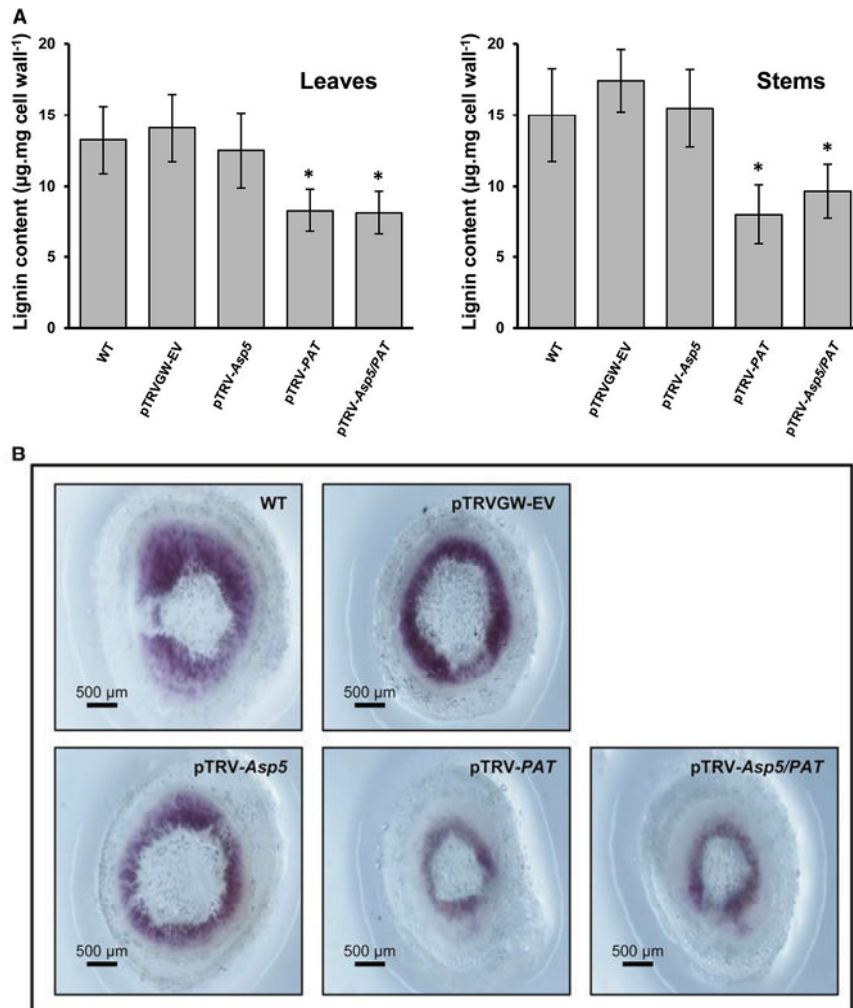 A
Lignin content (µg.mg cell wall⁻¹)
20
15
10
5
0
Leaves
*
*
WT
pTRVGW-EV
pTRV-Asp5
pTRV-PAT
pTRV-Asp5/PAT
Lignin content (µg.mg cell wall⁻¹)
20
15
10
5
0
Stems
*
*
WT
pTRVGW-EV
pTRV-Asp5
pTRV-PAT
pTRV-Asp5/PAT
B
WT
500 µm
pTRVGW-EV
500 µm
pTRV-Asp5
500 µm
pTRV-PAT
500 µm
pTRV-Asp5/PAT
500 µm